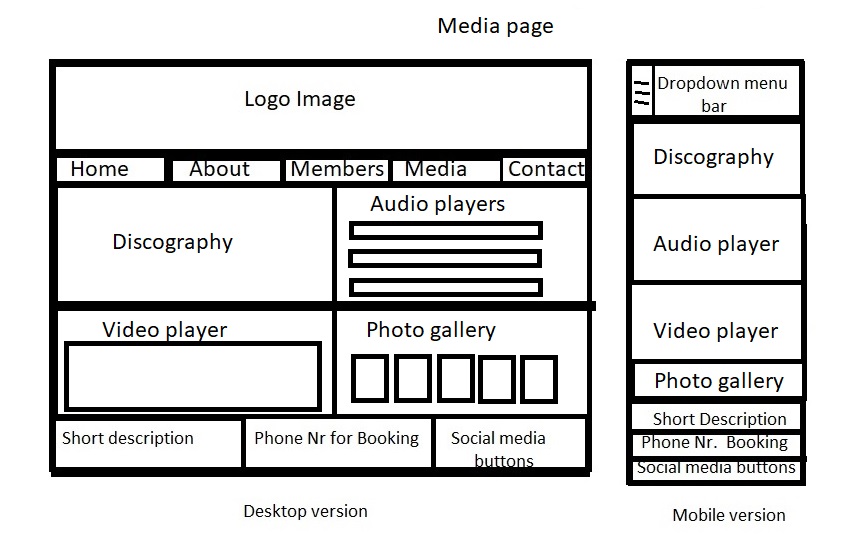 Media page
Logo Image
Home About Members Media Contact
Discography
Audio players
Video player
Photo gallery
Short description
Phone Nr for Booking
Social media
buttons
Desktop version
Dropdown menu
bar
Discography
Audio player
Video player
Photo gallery
Short Description
Phone Nr. Booking
Social media buttons
Mobile version